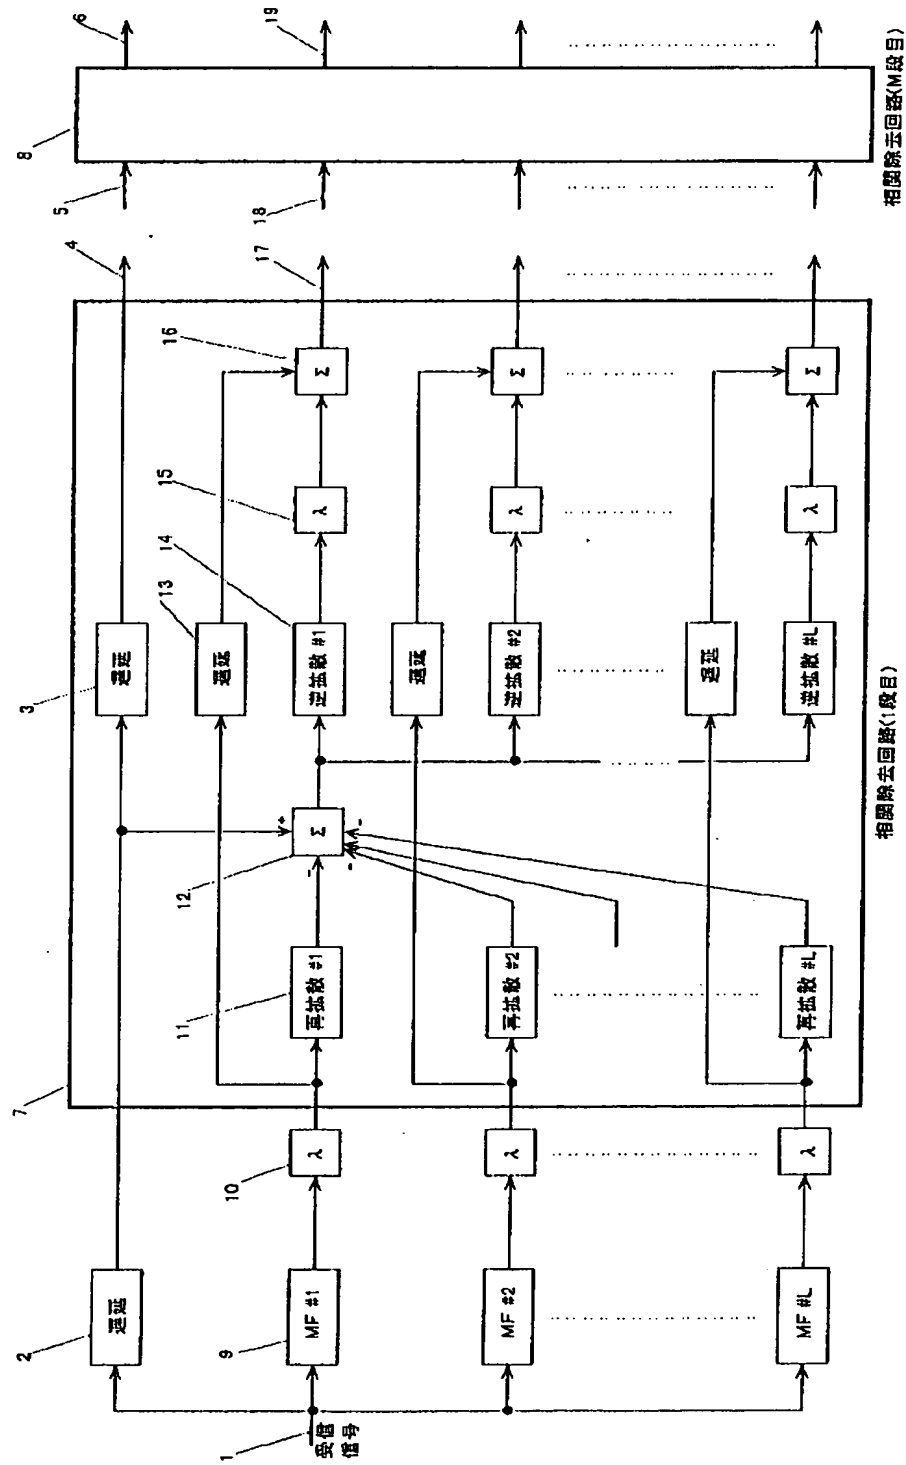 2
7
3
8
5
4
6
遅延
遅延
13
15
16
遅延
9
10
11
12
14
17
18
19
1
受信
信号
MF #1
λ
再拡散 #1
-
+
Σ
-
-
逆拡散 #1
λ
Σ
遅延
MF #2
λ
再拡散 #2
逆拡散 #2
λ
Σ
遅延
MF #L
λ
再拡散 #L
逆拡散 #L
λ
Σ
相関除去回路(1段目)
相関除去回路(M段目)